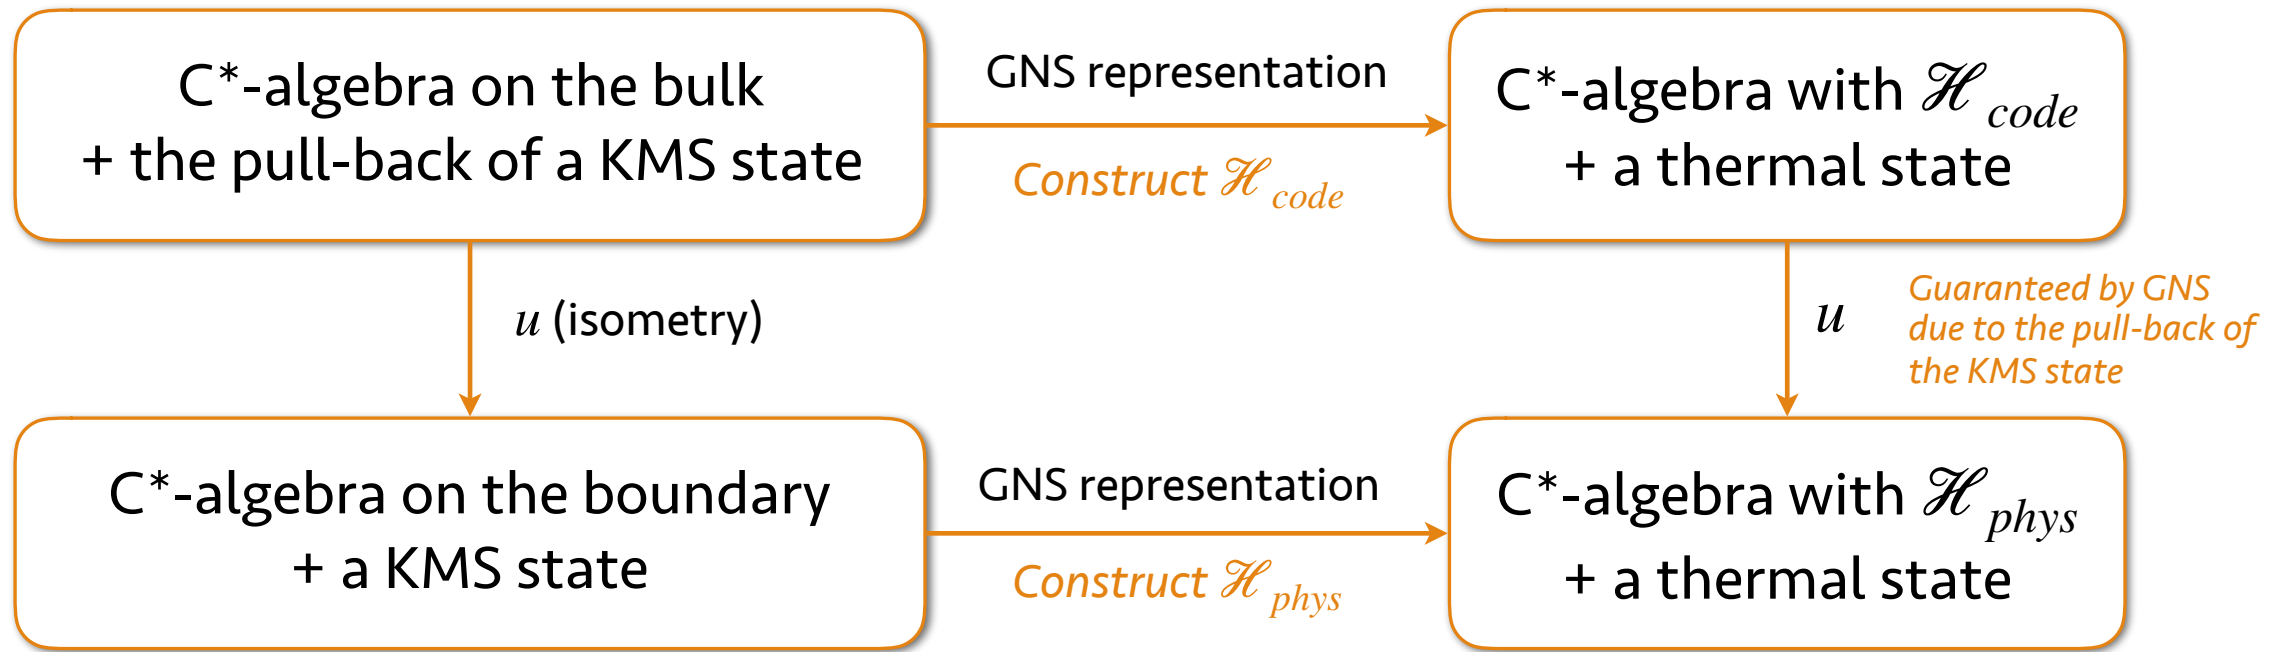 C*-algebra on the bulk
+ the pull-back of a KMS state
GNS representation
Construct ℋ code
C*-algebra with ℋ code
+ a thermal state
u (isometry)
u
Guaranteed by GNS
due to the pull-back of
the KMS state
C*-algebra on the boundary
+ a KMS state
GNS representation
Construct ℋ phys
C*-algebra with ℋ phys
+ a thermal state